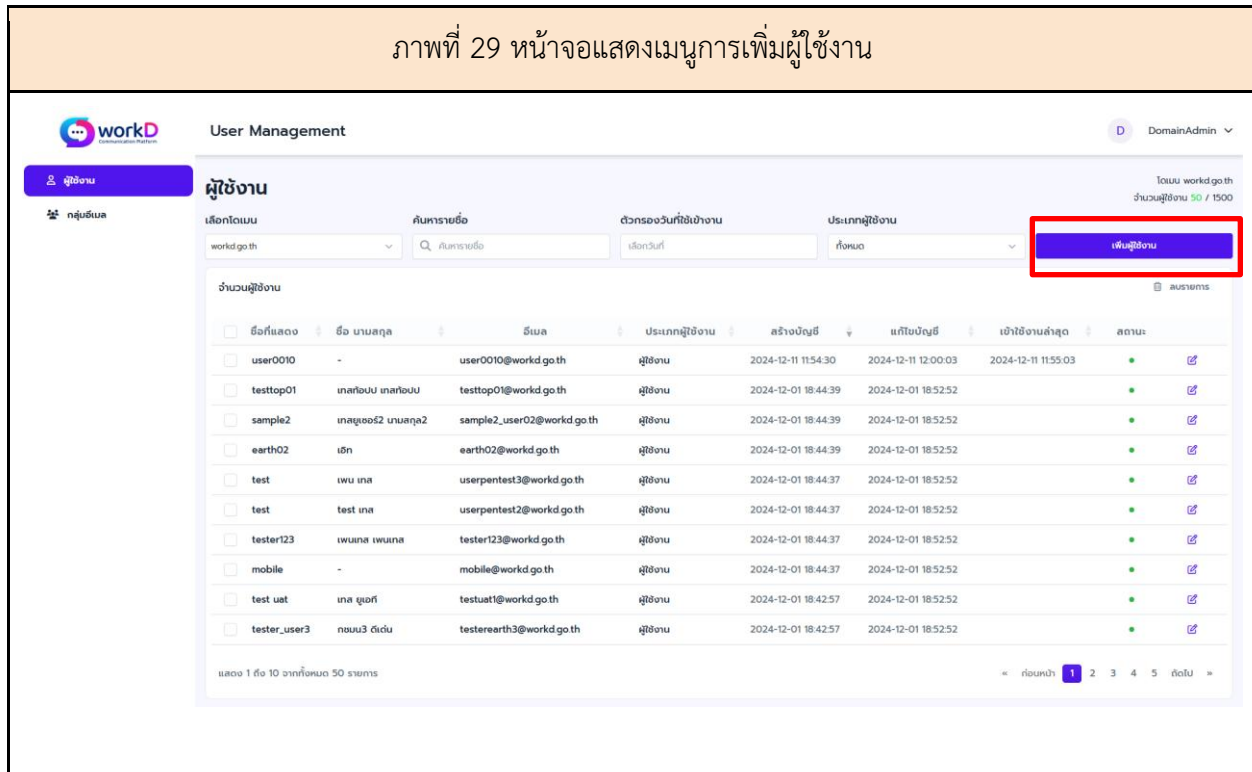 ภาพที่ 29 หน้าจอแสดงเมนูการเพิ่มผู้ใช้งาน
workD
Communication Platform
User Management
D DomainAdmin
ผู้ใช้งาน
กลุ่มอีเมล
ผู้ใช้งาน
โดเมน workd.go.th
จำนวนผู้ใช้งาน 50 / 1500
เลือกโดเมน ค้นหารายชื่อ ตัวกรองวันที่ใช้เข้างาน ประเภทผู้ใช้งาน
workd.go.th ค้นหารายชื่อ เลือกวันที่ ทั้งหมด เพิ่มผู้ใช้งาน
จำนวนผู้ใช้งาน ลบรายการ
ชื่อที่แสดง ชื่อ นามสกุล อีเมล ประเภทผู้ใช้งาน สร้างบัญชี แก้ไขบัญชี เข้าใช้งานล่าสุด สถานะ
user0010 - user0010@workd.go.th ผู้ใช้งาน 2024-12-11 11:54:30 2024-12-11 12:00:03 2024-12-11 11:55:03
testtop01 เทสท๊อปป เทสท๊อปป testtop01@workd.go.th ผู้ใช้งาน 2024-12-01 18:44:39 2024-12-01 18:52:52
sample2 เทสยูเซอร์2 นามสกุล2 sample2_user02@workd.go.th ผู้ใช้งาน 2024-12-01 18:44:39 2024-12-01 18:52:52
earth02 เอิท earth02@workd.go.th ผู้ใช้งาน 2024-12-01 18:44:39 2024-12-01 18:52:52
test เพน เทส userpentest3@workd.go.th ผู้ใช้งาน 2024-12-01 18:44:37 2024-12-01 18:52:52
test test เทส userpentest2@workd.go.th ผู้ใช้งาน 2024-12-01 18:44:37 2024-12-01 18:52:52
tester123 เพนเทส เพนเทส tester123@workd.go.th ผู้ใช้งาน 2024-12-01 18:44:37 2024-12-01 18:52:52
mobile - mobile@workd.go.th ผู้ใช้งาน 2024-12-01 18:44:37 2024-12-01 18:52:52
test uat เทส ยูเอที testuat1@workd.go.th ผู้ใช้งาน 2024-12-01 18:42:57 2024-12-01 18:52:52
tester_user3 ทชมน3 ดีเด่น testerearth3@workd.go.th ผู้ใช้งาน 2024-12-01 18:42:57 2024-12-01 18:52:52
แสดง 1 ถึง 10 จากทั้งหมด 50 รายการ « ก่อนหน้า 1 2 3 4 5 ถัดไป »